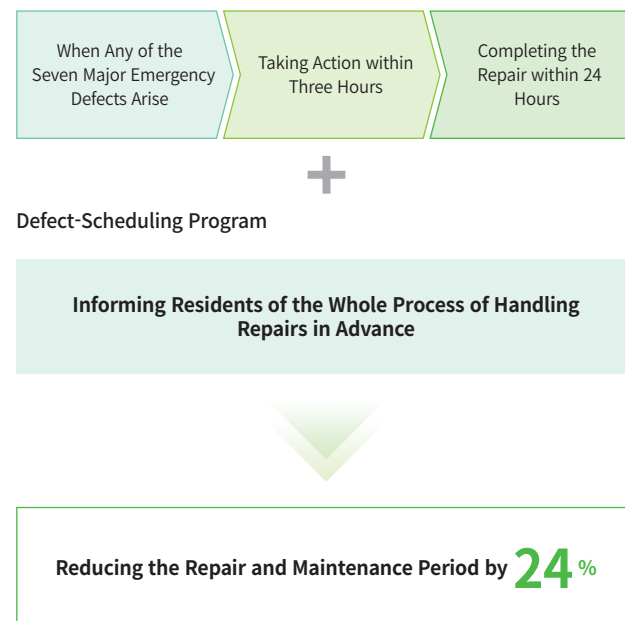 When Any of the
Seven Major Emergency
Defects Arise
Taking Action within
Three Hours
Completing the
Repair within 24
Hours
+
Defect-Scheduling Program
Informing Residents of the Whole Process of Handling
Repairs in Advance
Reducing the Repair and Maintenance Period by 24 %